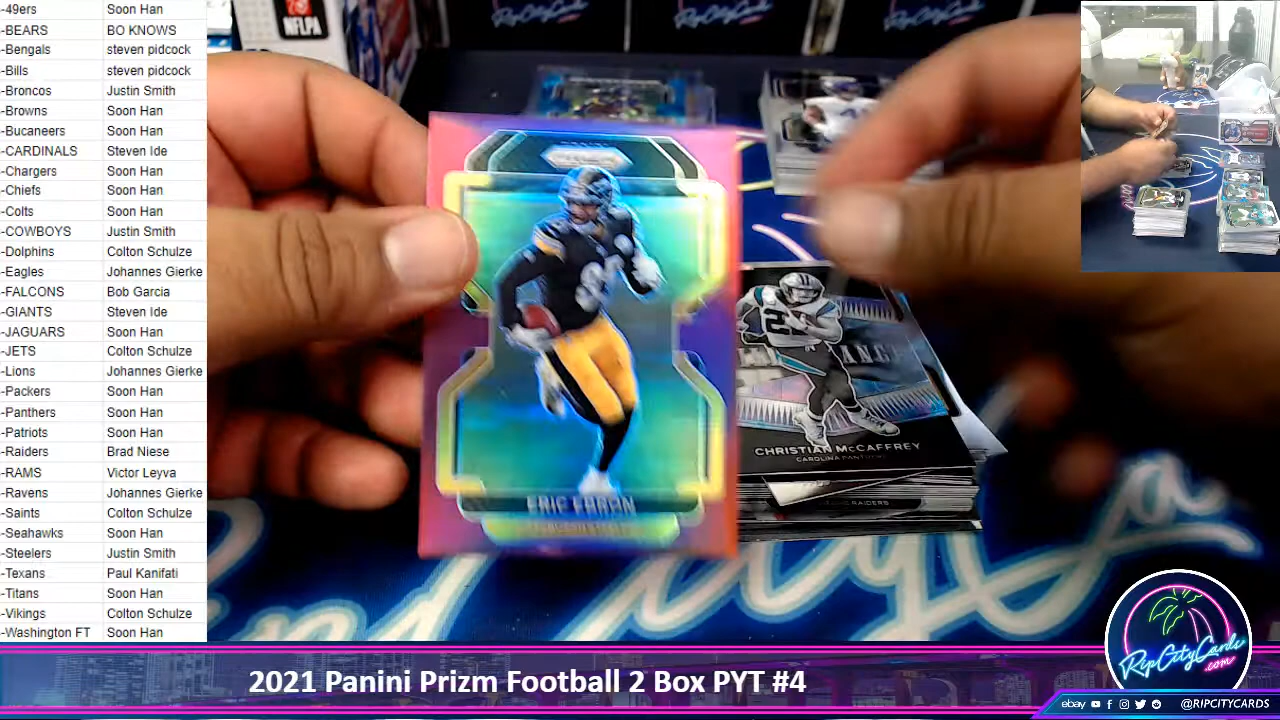 -49ers Soon Han
-BEARS BO KNOWS
-Bengals steven pidcock
-Bills steven pidcock
-Broncos Justin Smith
-Browns Soon Han
-Bucaneers Soon Han
-CARDINALS Steven Ide
-Chargers Soon Han
-Chiefs Soon Han
-Colts Soon Han
-COWBOYS Justin Smith
-Dolphins Colton Schulze
-Eagles Johannes Gierke
-FALCONS Bob Garcia
-GIANTS Steven Ide
-JAGUARS Soon Han
-JETS Colton Schulze
-Lions Johannes Gierke
-Packers Soon Han
-Panthers Soon Han
-Patriots Soon Han
-Raiders Brad Niese
-RAMS Victor Leyva
-Ravens Johannes Gierke
-Saints Colton Schulze
-Seahawks Soon Han
-Steelers Justin Smith
-Texans Paul Kanifati
-Titans Soon Han
-Vikings Colton Schulze
-Washington FT Soon Han
NFLPA
ERIC EBRON
CHRISTIAN McCAFFREY
CAROLINA PANTHERS
RAIDERS
RipCityCards
.com
2021 Panini Prizm Football 2 Box PYT #4
ebay @RIPCITYCARDS